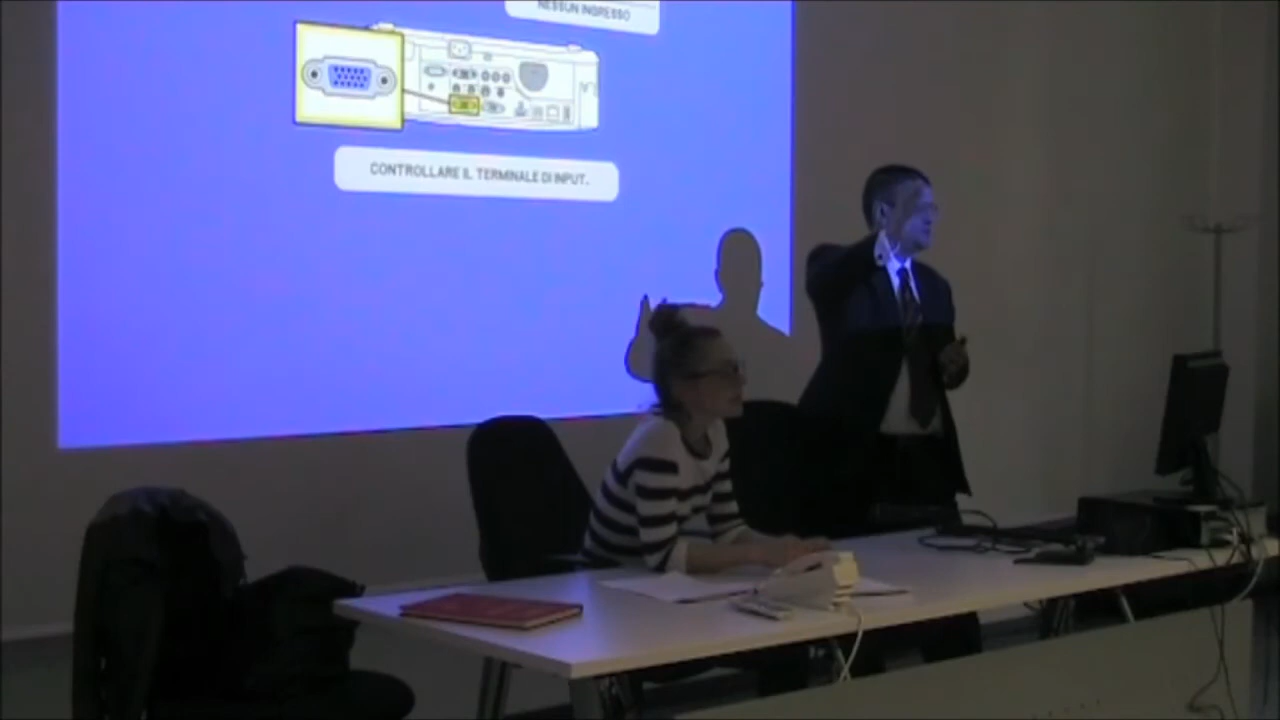 NESSUN INGRESSO
CONTROLLARE IL TERMINALE DI INPUT.